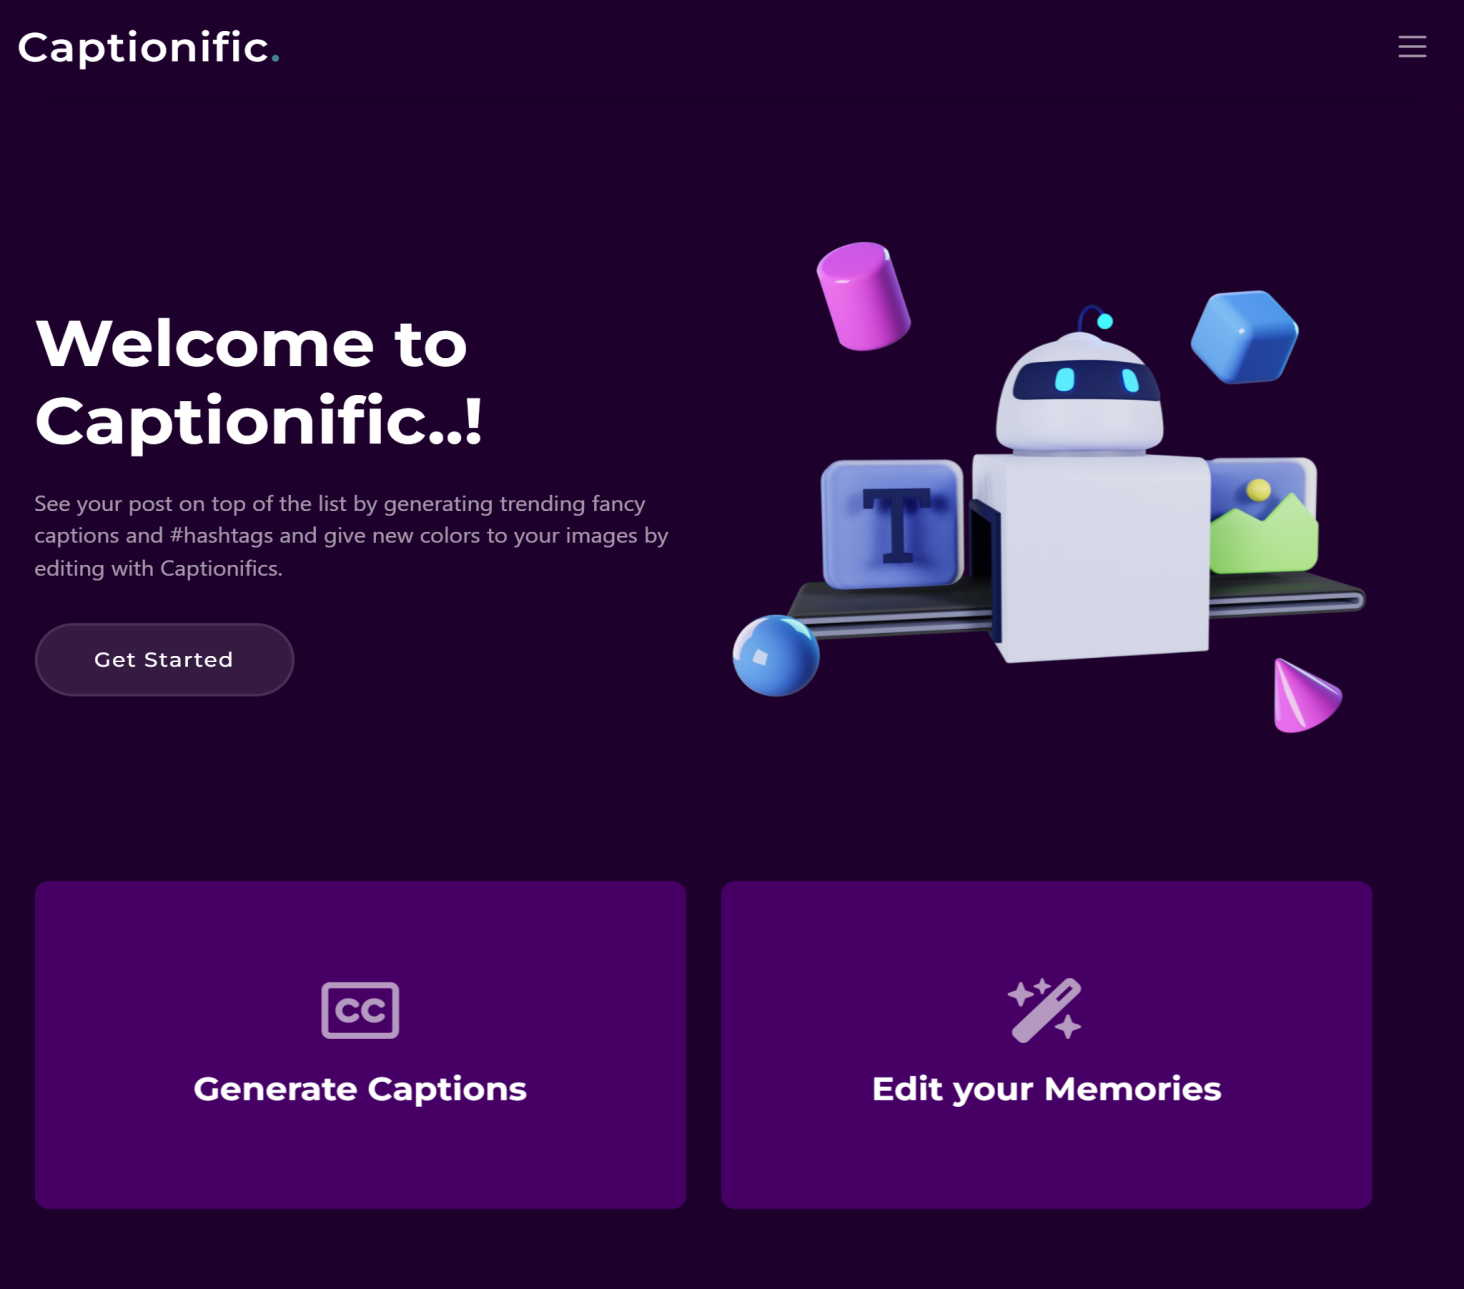 Captionific.
Welcome to
Captionific..!
See your post on top of the list by generating trending fancy
captions and #hashtags and give new colors to your images by
editing with Captionifics.
Get Started
T
CC
Generate Captions
Edit your Memories